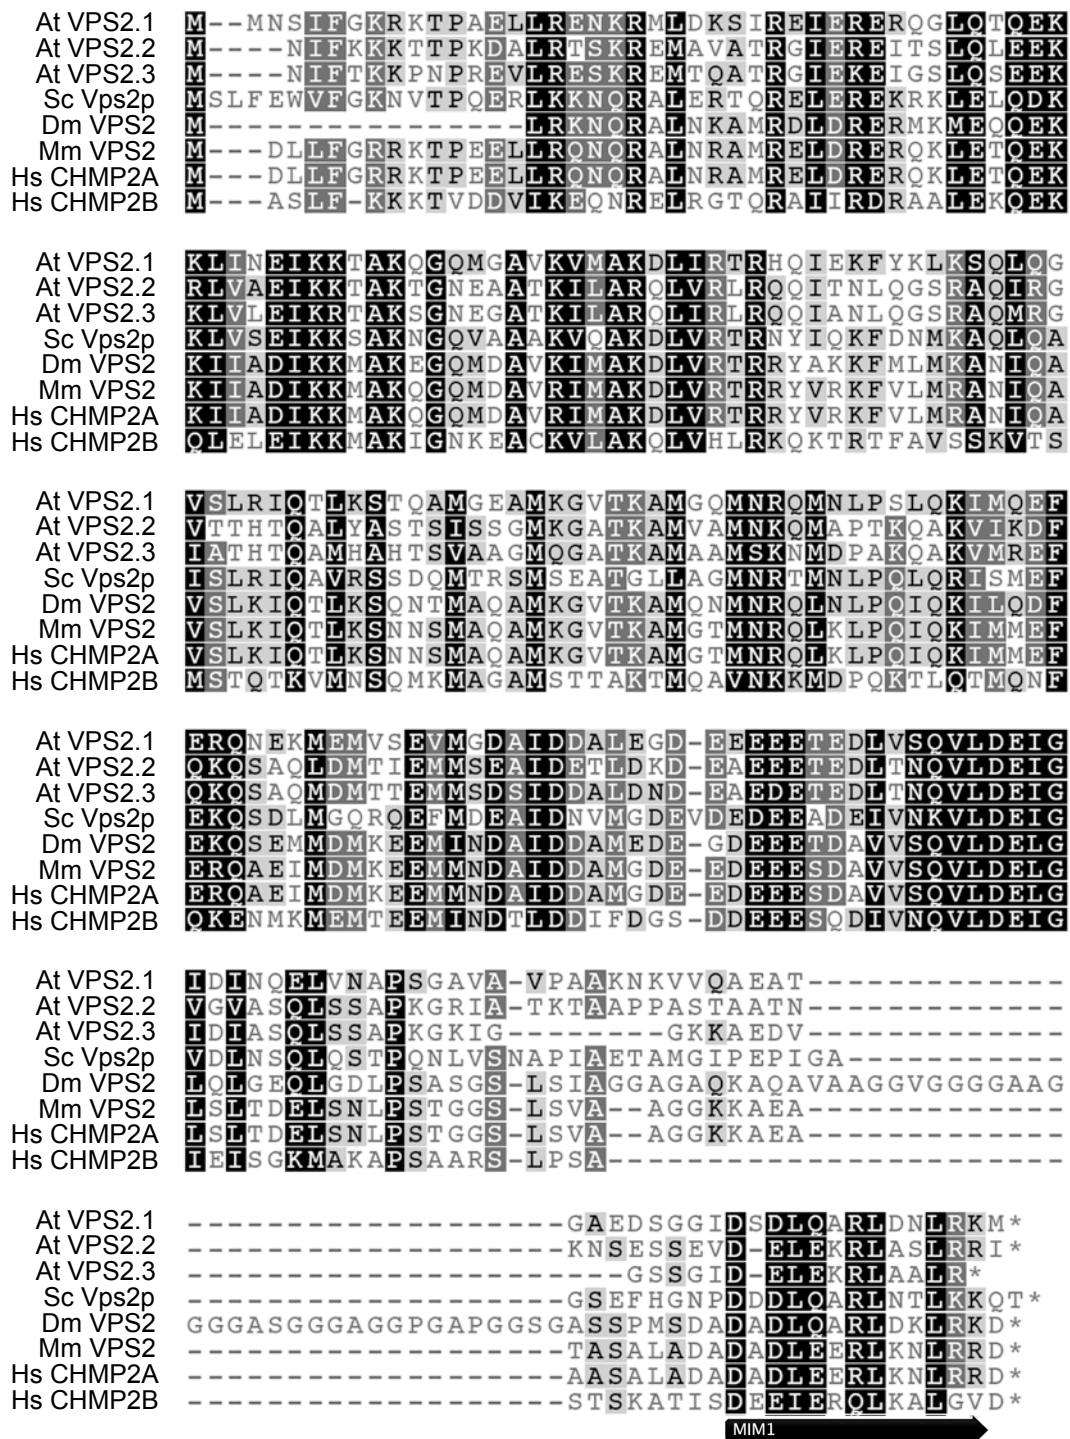 At VPS2.1 M---MNSIFGKRKTPAELLRENKRMLDKSIREIERERQGLQTQEK
At VPS2.2 M----NIFKKKTTPKDALRTSKREMAVATRGIEREITSLQLEEK
At VPS2.3 M----NIFTKKPNPREVLRESKREMTQATRGIEKEIGSLQSEEK
Sc Vps2p MSLFEWVFGKNVTPQERLKKNQRALERTQRELEREKRKLELQDK
Dm VPS2 M----------------LRKNQRALNKAMRDLDRERMKMEQQEK
Mm VPS2 M---DLLFGRRKTPEELLRQNQRALNRAMRELDRERQKLETQEK
Hs CHMP2A M---DLLFGRRKTPEELLRQNQRALNRAMRELDRERQKLETQEK
Hs CHMP2B M---ASLF-KKKTVDDVIKEQNRELRGTQRAIIRDRAALEKQEK
At VPS2.1 KLINEIKKTAKQGQMGAVKVMAKDLIRTRHQIEKFYKLKSQLQG
At VPS2.2 RLVAEIKKTAKTGNEAATKILARQLVRLRQQITNLQGSRAQIRG
At VPS2.3 KLVLEIKRTAKSGNEGATKILARQLIRLRQQIANLQGSRAQMRG
Sc Vps2p KLVSEIKKSAKNGQVAAAKVQAKDLVRTRNYIQKFDNMKAQLQA
Dm VPS2 KIIADIKKMAKEGQMDAVKIMAKDLVRTRRYAKKFMLMKANIQA
Mm VPS2 KIIADIKKMAKQGQMDAVRIMAKDLVRTRRYVRKFVLMRANIQA
Hs CHMP2A KIIADIKKMAKQGQMDAVRIMAKDLVRTRRYVRKFVLMRANIQA
Hs CHMP2B QLELEIKKMAKIGNKEACKVLAKQLVHLRKQKTRTFAVSSKVTS
At VPS2.1 VSLRIQTLKSTQAMGEAMKGVTKAMGQMNRQMNLPSLQKIMQEF
At VPS2.2 VTTHTQALYASTSISSGMKGATKAMVAMNKQMAPTKQAKVIKDF
At VPS2.3 IATHTQAMHAHTSVAAGMQGATKAMAAMSKNMDPAKQAKVMREF
Sc Vps2p ISLRIQAVRSSDQMTRSMSEATGLLAGMNRTMNLPQLQRISMEF
Dm VPS2 VSLKIQTLKSQNTMAQAMKGVTKAMQNMNRQLNLPQIQKILQDF
Mm VPS2 VSLKIQTLKSNNSMAQAMKGVTKAMGTMNRQLKLPQIQKIMMEF
Hs CHMP2A VSLKIQTLKSNNSMAQAMKGVTKAMGTMNRQLKLPQIQKIMMEF
Hs CHMP2B MSTQTKVMNSQMKMAGAMSTTAKTMQAVNKKMDPQKTLQTMQNF
At VPS2.1 ERQNEKMEMVSEVMGDAIDDALEGD-EEEEETEDLVSQVLDEIG
At VPS2.2 QKQSAQLDMTIEMMSEAIDETLDKD-EAEEETEDLTNQVLDEIG
At VPS2.3 QKQSAQMDMTTEMMSDSIDDALDND-EAEDETEDLTNQVLDEIG
Sc Vps2p EKQSDLMGQRQEFMDEAIDNVMGDEVDEDEEADEIVNKVLDEIG
Dm VPS2 EKQSEMMDMKEEMINDAIDDAMEDE-GDEEETDAVVSQVLDELG
Mm VPS2 ERQAEIMDMKEEMMNDAIDDAMGDE-EDEEESDAVVSQVLDELG
Hs CHMP2A ERQAEIMDMKEEMMNDAIDDAMGDE-EDEEESDAVVSQVLDELG
Hs CHMP2B QKENMKMEMTEEMINDTLDDIFDGS-DDEEESQDIVNQVLDEIG
At VPS2.1 IDINQELVNAPSGAVA-VPAAKNKVVQAEAT-------------
At VPS2.2 VGVASQLSSAPKGRIA-TKTAAPPASTAATN-------------
At VPS2.3 IDIASQLSSAPKGKIG--------GKKAEDV-------------
Sc Vps2p VDLNSQLQSTPQNLVSNAPIAETAMGIPEPIGA-----------
Dm VPS2 LQLGEQLGDLPSASGS-LSIAGGAGAQKAQAVAAGGVGGGGAAG
Mm VPS2 LSLTDELSNLPSTGGS-LSVA--AGGKKAEA-------------
Hs CHMP2A LSLTDELSNLPSTGGS-LSVA--AGGKKAEA-------------
Hs CHMP2B IEISGKMAKAPSAARS-LPSA-----------------------
At VPS2.1 -------------------GAEDSGGIDSDLQARLDNLRKM*
At VPS2.2 -------------------KNSESSEVD-ELEKRLASLRRI*
At VPS2.3 ----------------------GSSGID-ELEKRLAALR*
Sc Vps2p -------------------GSEFHGNPDDDLQARLNTLKKQT*
Dm VPS2 GGGASGGGAGGPGAPGGSGASSPMSDADADLQARLDKLRKD*
Mm VPS2 -------------------TASALADADADLEERLKNLRRD*
Hs CHMP2A -------------------AASALADADADLEERLKNLRRD*
Hs CHMP2B -------------------STSKATISDEEIERQLKALGVD*
MIM1